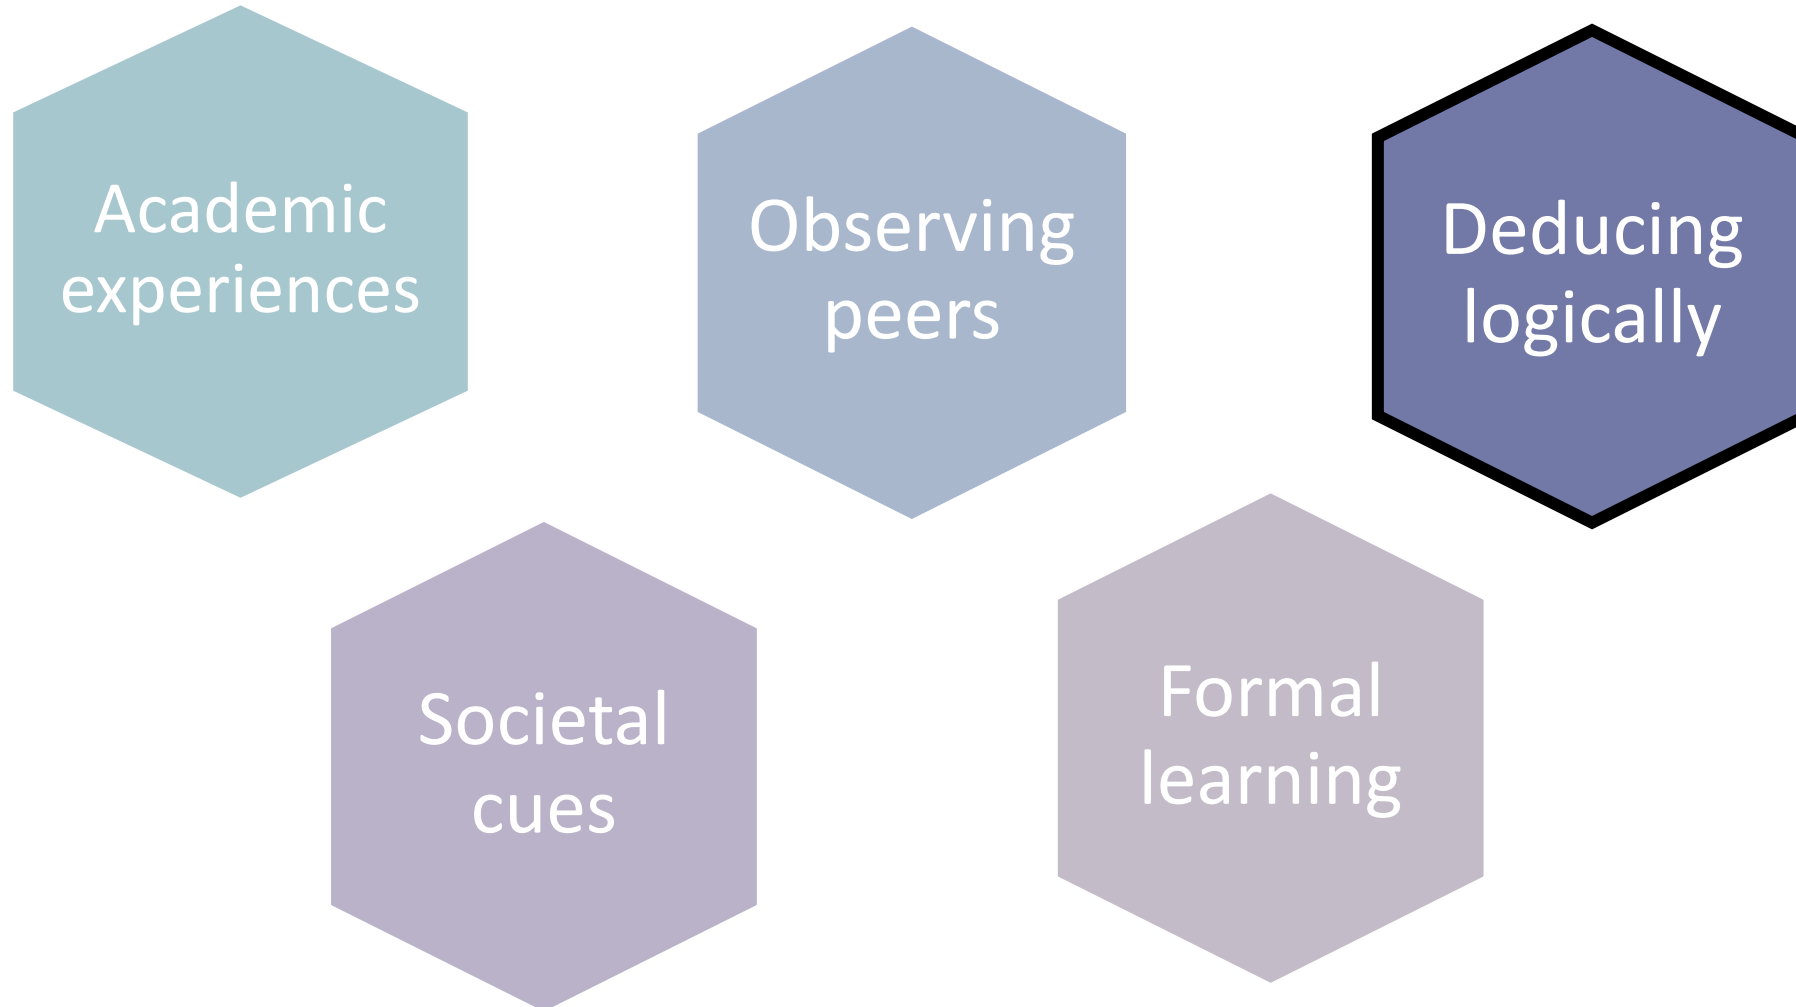 Academic
experiences
Observing
peers
Deducing
logically
Societal
cues
Formal
learning